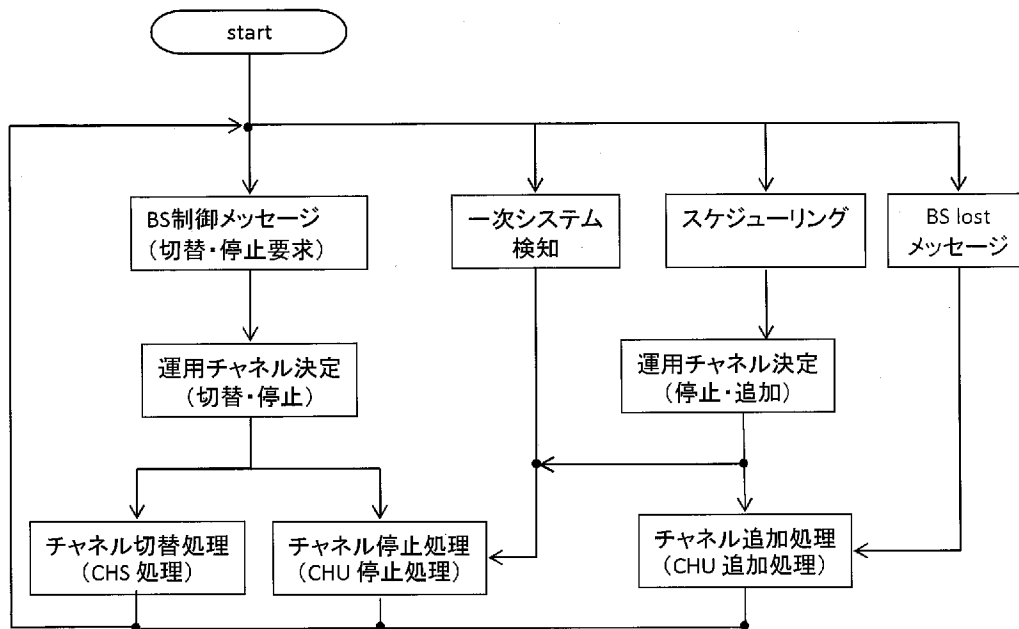 start
BS制御メッセージ
（切替・停止要求）
一次システム
検知
スケジューリング
BS lost
メッセージ
運用チャネル決定
（切替・停止）
運用チャネル決定
（停止・追加）
チャネル切替処理
（CHS 処理）
チャネル停止処理
（CHU 停止処理）
チャネル追加処理
（CHU 追加処理）